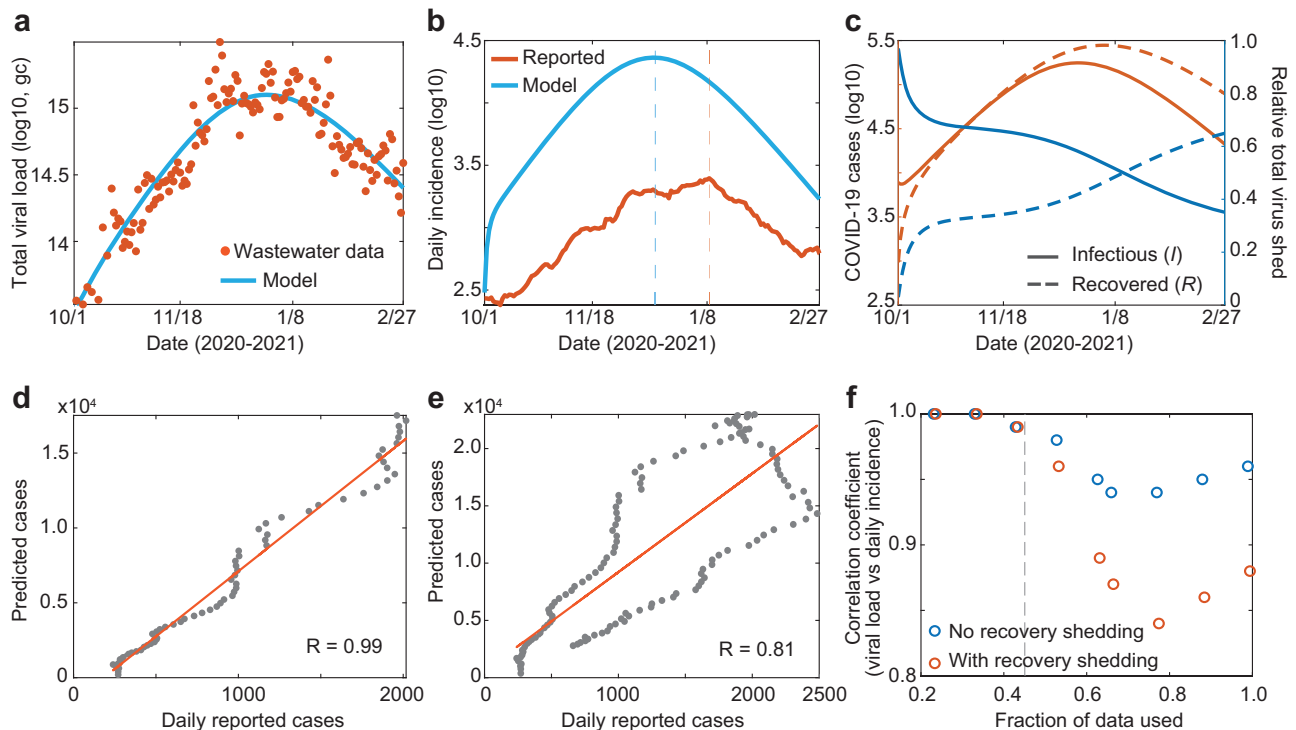 a
Total viral load (log10, gc)
15
14.5
14
10/1
11/18
1/8
2/27
Date (2020-2021)
Wastewater data
Model
b
Daily incidence (log10)
4.5
3.5
2.5
10/1
11/18
1/8
2/27
Date (2020-2021)
Reported
Model
c
COVID-19 cases (log10)
5.5
4.5
3.5
2.5
10/1
11/18
1/8
2/27
Date (2020-2021)
1.0
0.8
0.6
0.4
0.2
0
Relative total virus
shed
Infectious (I)
Recovered (R)
d
x10⁴
Predicted cases
1.5
1.0
0.5
0
1000
2000
Daily reported cases
R = 0.99
e
x10⁴
Predicted cases
2
1.5
1.0
0.5
0
0
500
1000
1500
2000
2500
Daily reported cases
R = 0.81
f
Correlation coefficient
(viral load vs daily incidence)
1.0
0.9
0.8
0.2
0.4
0.6
0.8
1.0
Fraction of data used
No recovery shedding
With recovery shedding